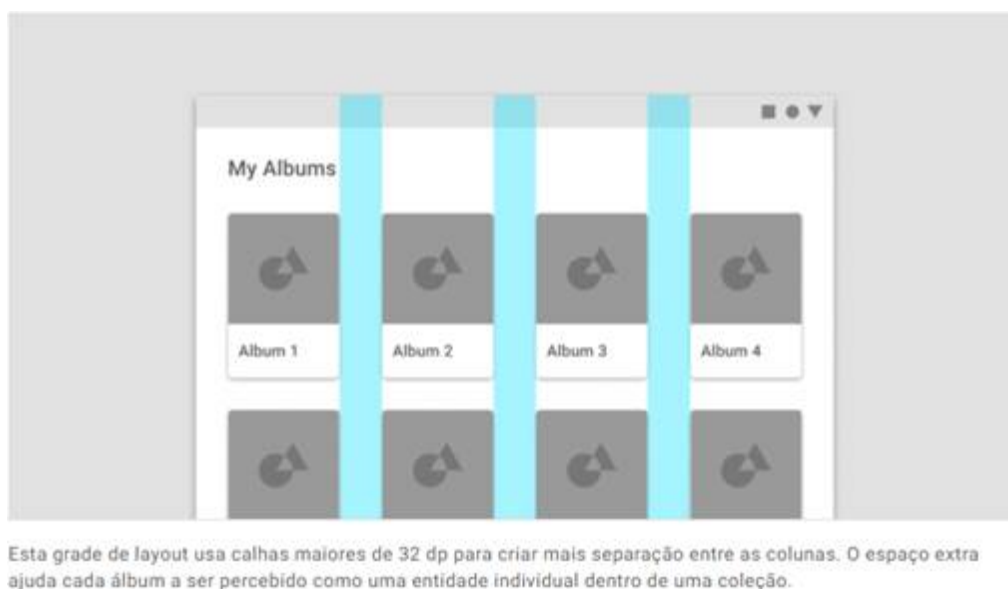 My Albums
Album 1 Album 2 Album 3 Album 4
Esta grade de layout usa calhas maiores de 32 dp para criar mais separação entre as colunas. O espaço extra
ajuda cada álbum a ser percebido como uma entidade individual dentro de uma coleção.